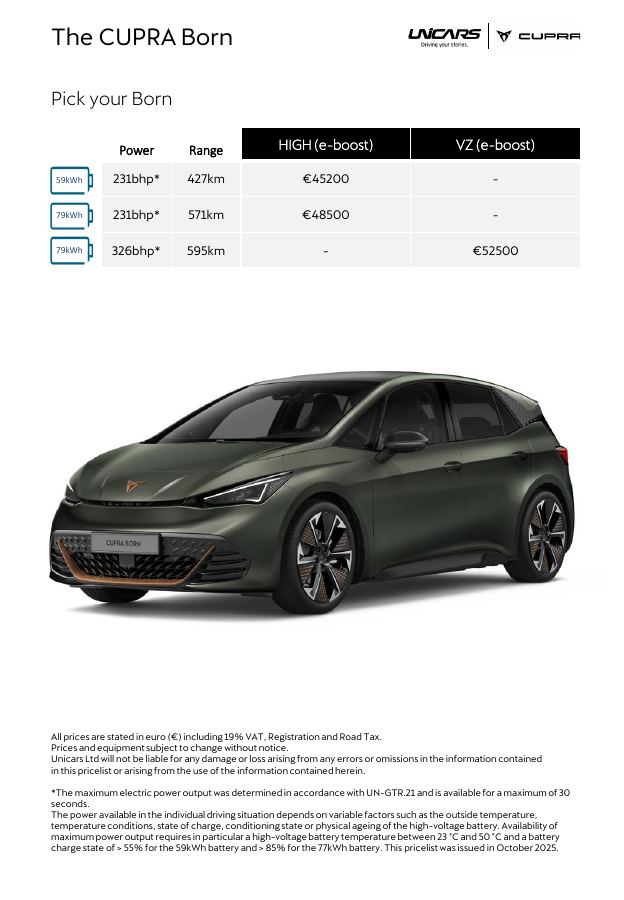 The CUPRA Born
UNICARS
Driving your stories.
CUPRA
Pick your Born
Power Range HIGH (e-boost) VZ (e-boost)
59kWh 231bhp* 427km €45200 -
79kWh 231bhp* 571km €48500 -
79kWh 326bhp* 595km - €52500
CUPRA BORN
All prices are stated in euro (€) including 19% VAT, Registration and Road Tax.
Prices and equipment subject to change without notice.
Unicars Ltd will not be liable for any damage or loss arising from any errors or omissions in the information contained
in this pricelist or arising from the use of the information contained herein.
*The maximum electric power output was determined in accordance with UN-GTR.21 and is available for a maximum of 30
seconds.
The power available in the individual driving situation depends on variable factors such as the outside temperature,
temperature conditions, state of charge, conditioning state or physical ageing of the high-voltage battery. Availability of
maximum power output requires in particular a high-voltage battery temperature between 23 °C and 50 °C and a battery
charge state of > 55% for the 59kWh battery and > 85% for the 77kWh battery. This pricelist was issued in October 2025.